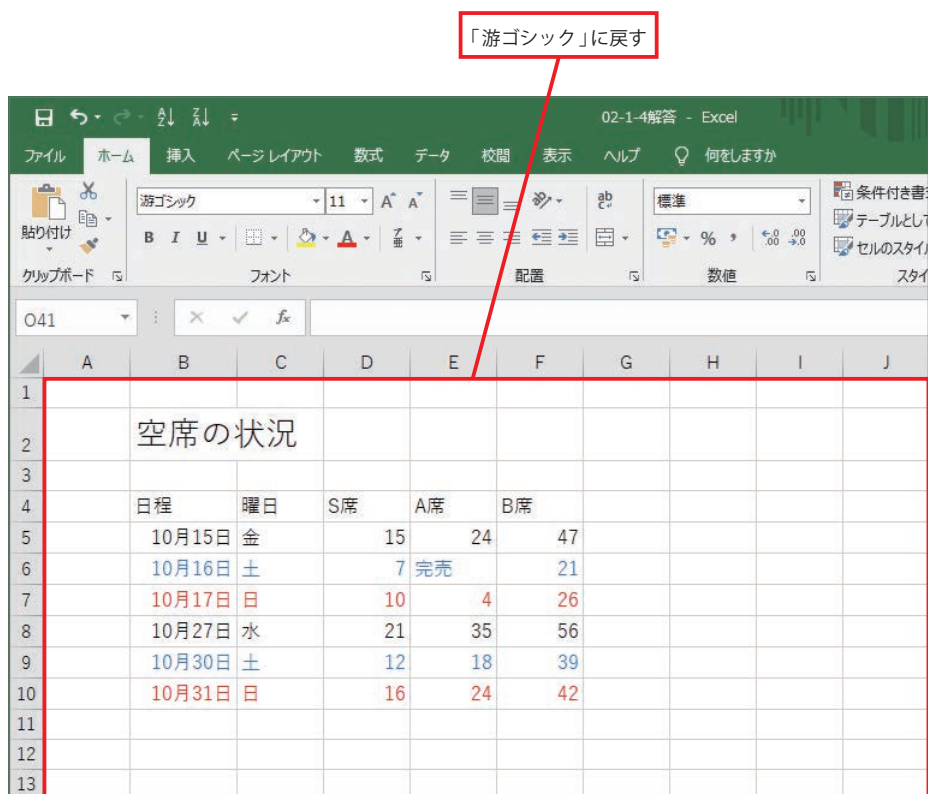 「游ゴシック」に戻す
02-1-4解答 - Excel
ファイル ホーム 挿入 ページ レイアウト 数式 データ 校閲 表示 ヘルプ 何をしますか
貼り付け
游ゴシック 11 A A
B I U A
ab
標準
% ,
条件付き書
テーブルとして
セルのスタイ
クリップボード フォント 配置 数値 スタイ
O41 fx
A B C D E F G H I J
1
2 空席の状況
3
4 日程 曜日 S席 A席 B席
5 10月15日 金 15 24 47
6 10月16日 土 7 完売 21
7 10月17日 日 10 4 26
8 10月27日 水 21 35 56
9 10月30日 土 12 18 39
10 10月31日 日 16 24 42
11
12
13